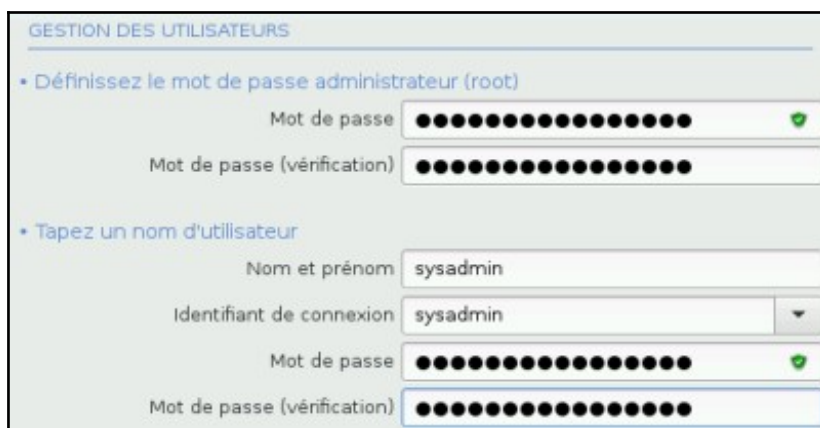 GESTION DES UTILISATEURS
• Définissez le mot de passe administrateur (root)
Mot de passe ●●●●●●●●●●●●●●●●
Mot de passe (vérification) ●●●●●●●●●●●●●●●●
• Tapez un nom d'utilisateur
Nom et prénom sysadmin
Identifiant de connexion sysadmin
Mot de passe ●●●●●●●●●●●●●●●●
Mot de passe (vérification) ●●●●●●●●●●●●●●●●